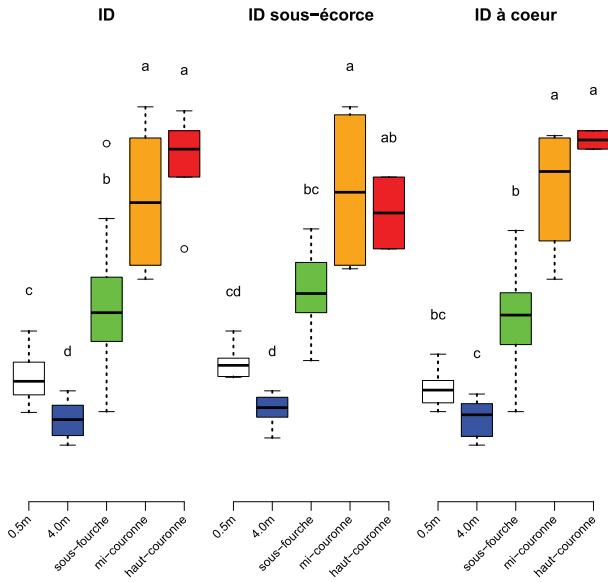 ID
ID sous−écorce
ID à coeur
a
a
b
c
d
a
ab
bc
cd
d
a
a
b
bc
c
0.5m
4.0m
sous−fourche
mi−couronne
haut−couronne
0.5m
4.0m
sous−fourche
mi−couronne
haut−couronne
0.5m
4.0m
sous−fourche
mi−couronne
haut−couronne